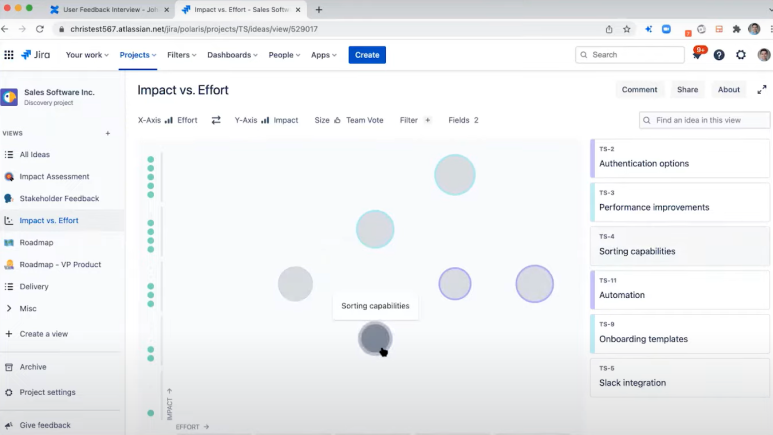 User Feedback Interview - Jo
Impact vs. Effort - Sales Softw
christest567.atlassian.net/jira/polaris/projects/TS/ideas/view/529017
Jira
Your work
Projects
Filters
Dashboards
People
Apps
Create
Search
9+
Sales Software Inc.
Discovery project
VIEWS
All Ideas
Impact Assessment
Stakeholder Feedback
Impact vs. Effort
Roadmap
Roadmap - VP Product
Delivery
Misc
Create a view
Archive
Project settings
Give feedback
Impact vs. Effort
Comment
Share
About
X-Axis Effort Y-Axis Impact Size Team Vote Filter + Fields 2
Find an idea in this view
Sorting capabilities
IMPACT →
EFFORT →
TS-2
Authentication options
TS-3
Performance improvements
TS-4
Sorting capabilities
TS-11
Automation
TS-9
Onboarding templates
TS-5
Slack integration